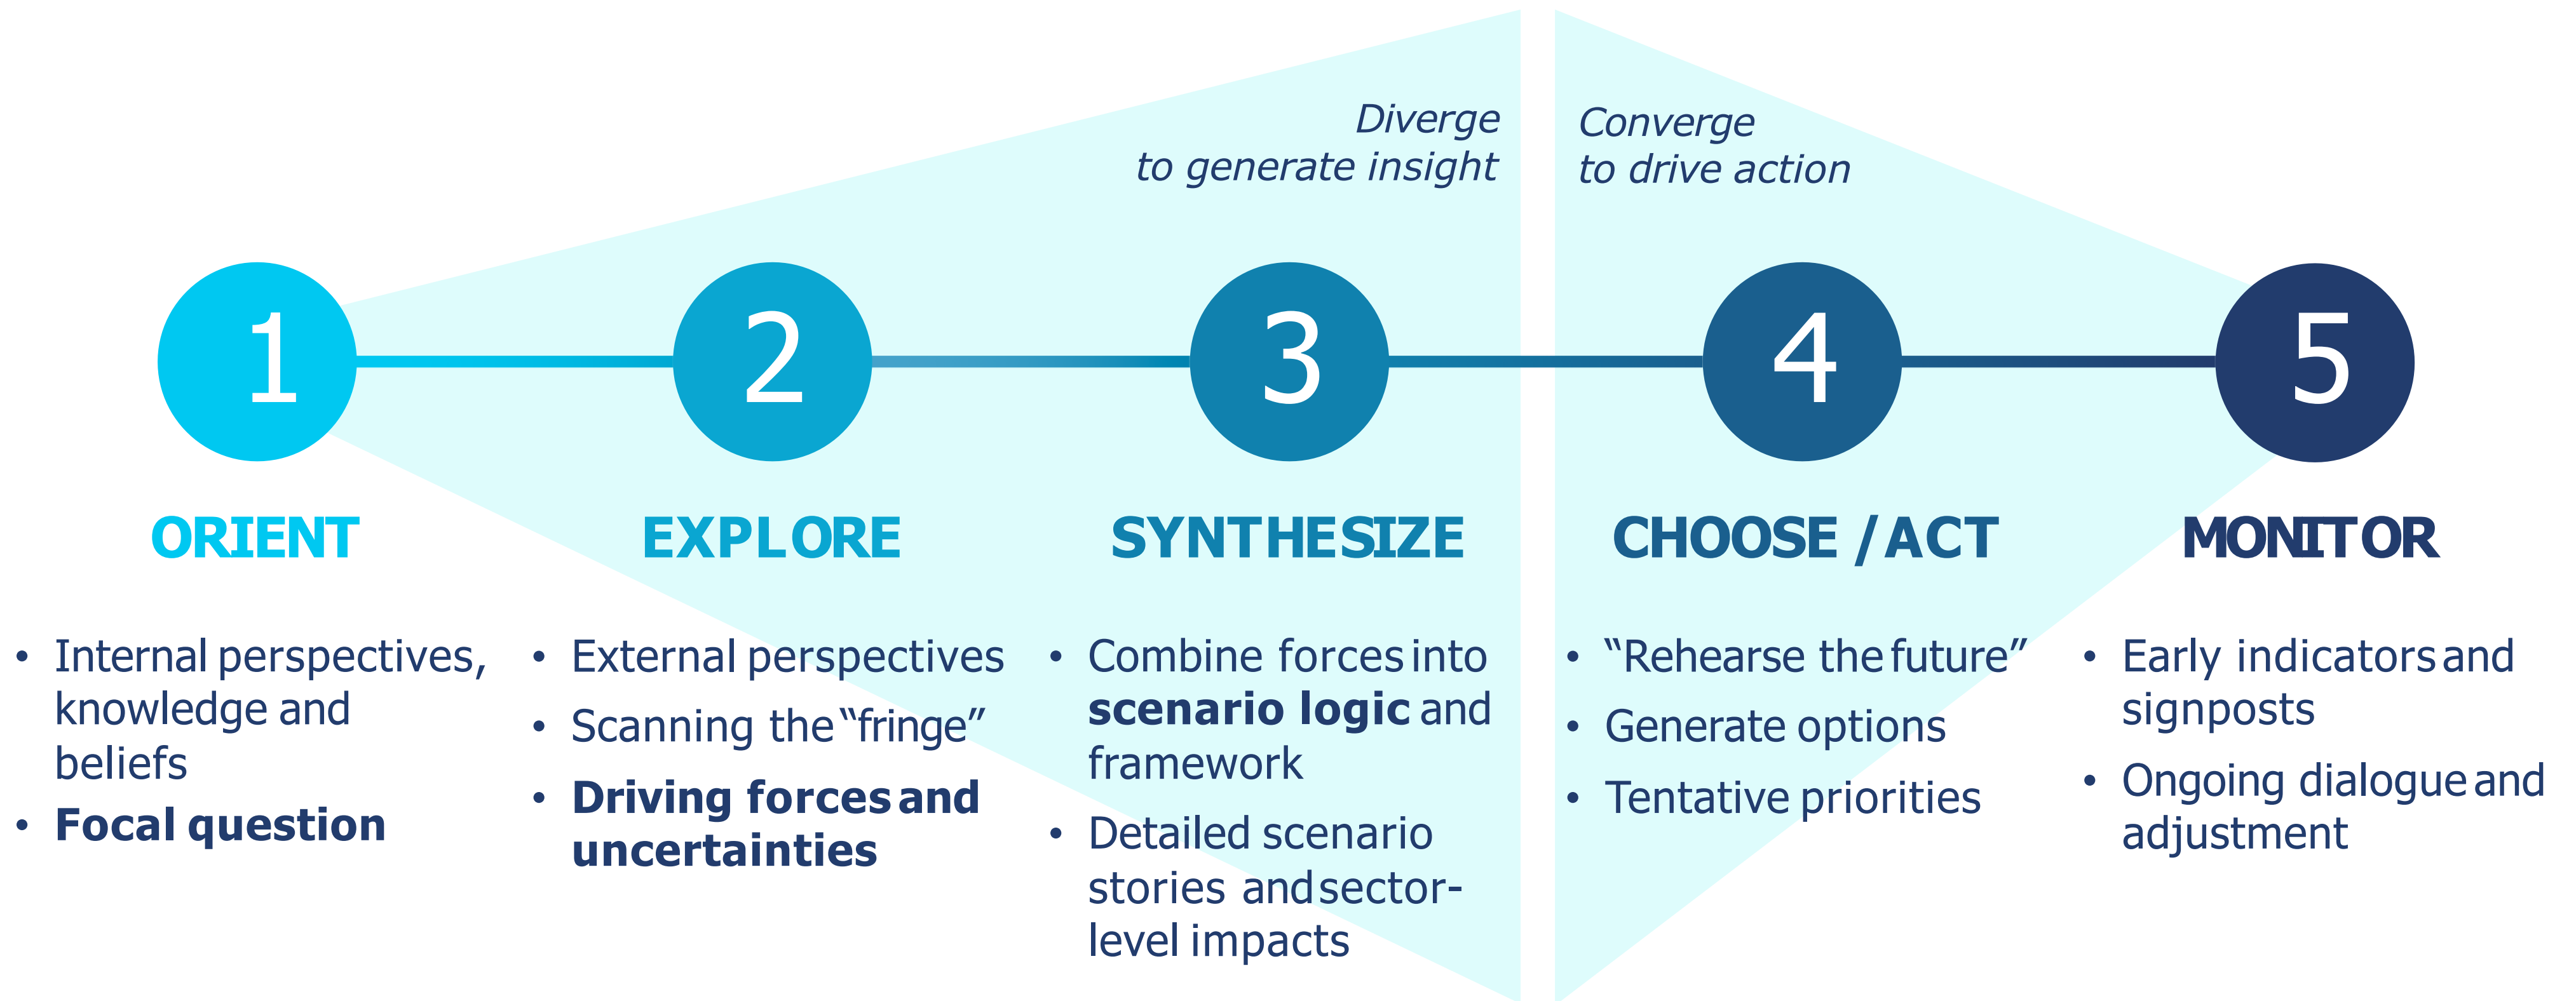 Diverge
to generate insight
Converge
to drive action
1
2
3
4
5
ORIENT
EXPLORE
SYNTHESIZE
CHOOSE / ACT
MONITOR
• Internal perspectives,
knowledge and
beliefs
• Focal question
• External perspectives
• Scanning the “fringe”
• Driving forces and
uncertainties
• Combine forces into
scenario logic and
framework
• Detailed scenario
stories and sector-
level impacts
• “Rehearse the future”
• Generate options
• Tentative priorities
• Early indicators and
signposts
• Ongoing dialogue and
adjustment